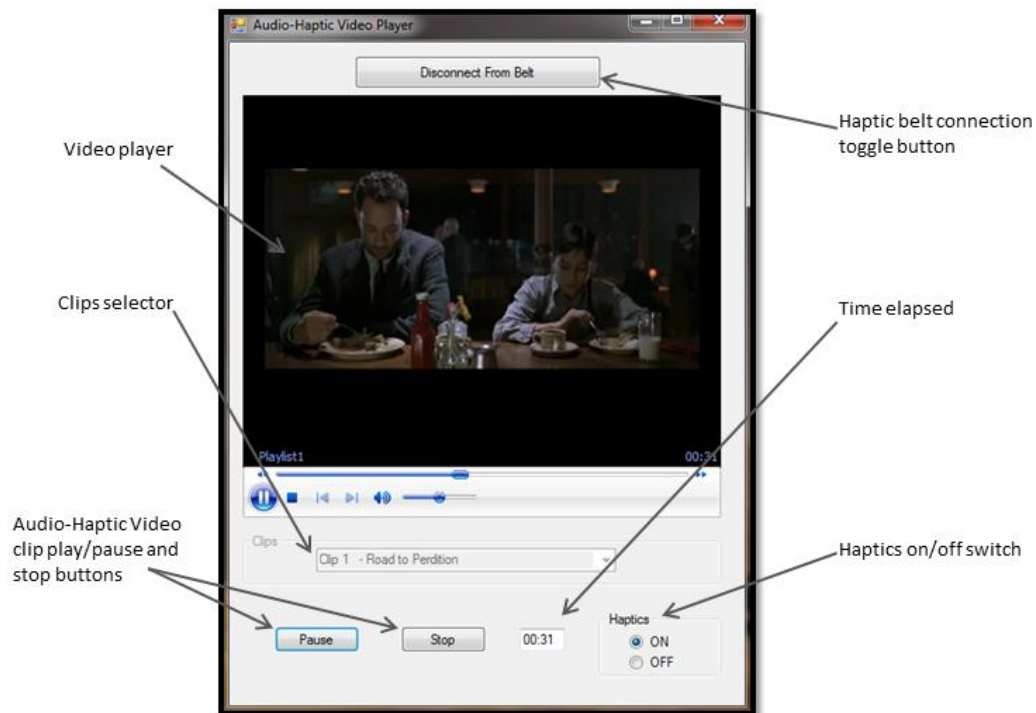 Audio-Haptic Video Player
Disconnect From Belt
Haptic belt connection
toggle button
Video player
Clips selector
Time elapsed
Playlist1
00:31
Audio-Haptic Video
clip play/pause and
stop buttons
Clips
Clip 1 - Road to Perdition
Haptics on/off switch
Pause
Stop
00:31
Haptics
ON
OFF